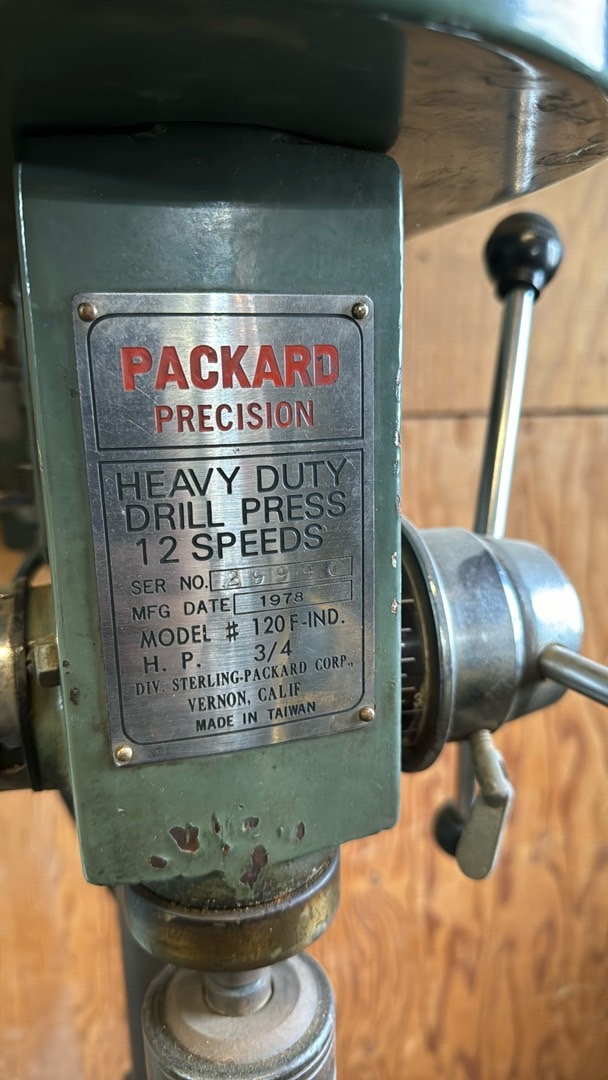 PACKARD
PRECISION
HEAVY DUTY
DRILL PRESS
12 SPEEDS
SER NO.
MFG DATE 1978
MODEL # 120F-IND.
H. P. 3/4
DIV. STERLING-PACKARD CORP.,
VERNON, CALIF
MADE IN TAIWAN